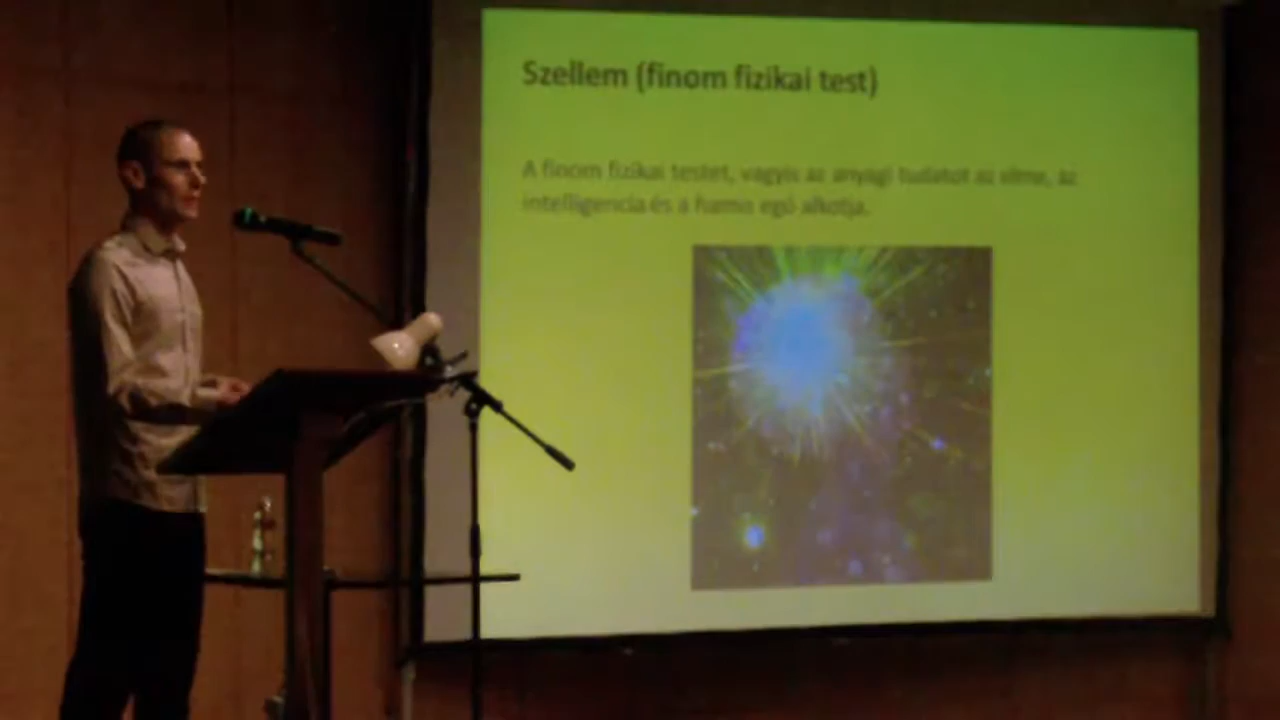 Szellem (finom fizikai test)
A finom fizikai testet, vagyis az anyagi tudatot az elme, az
intelligencia és a hamis egó alkotja.